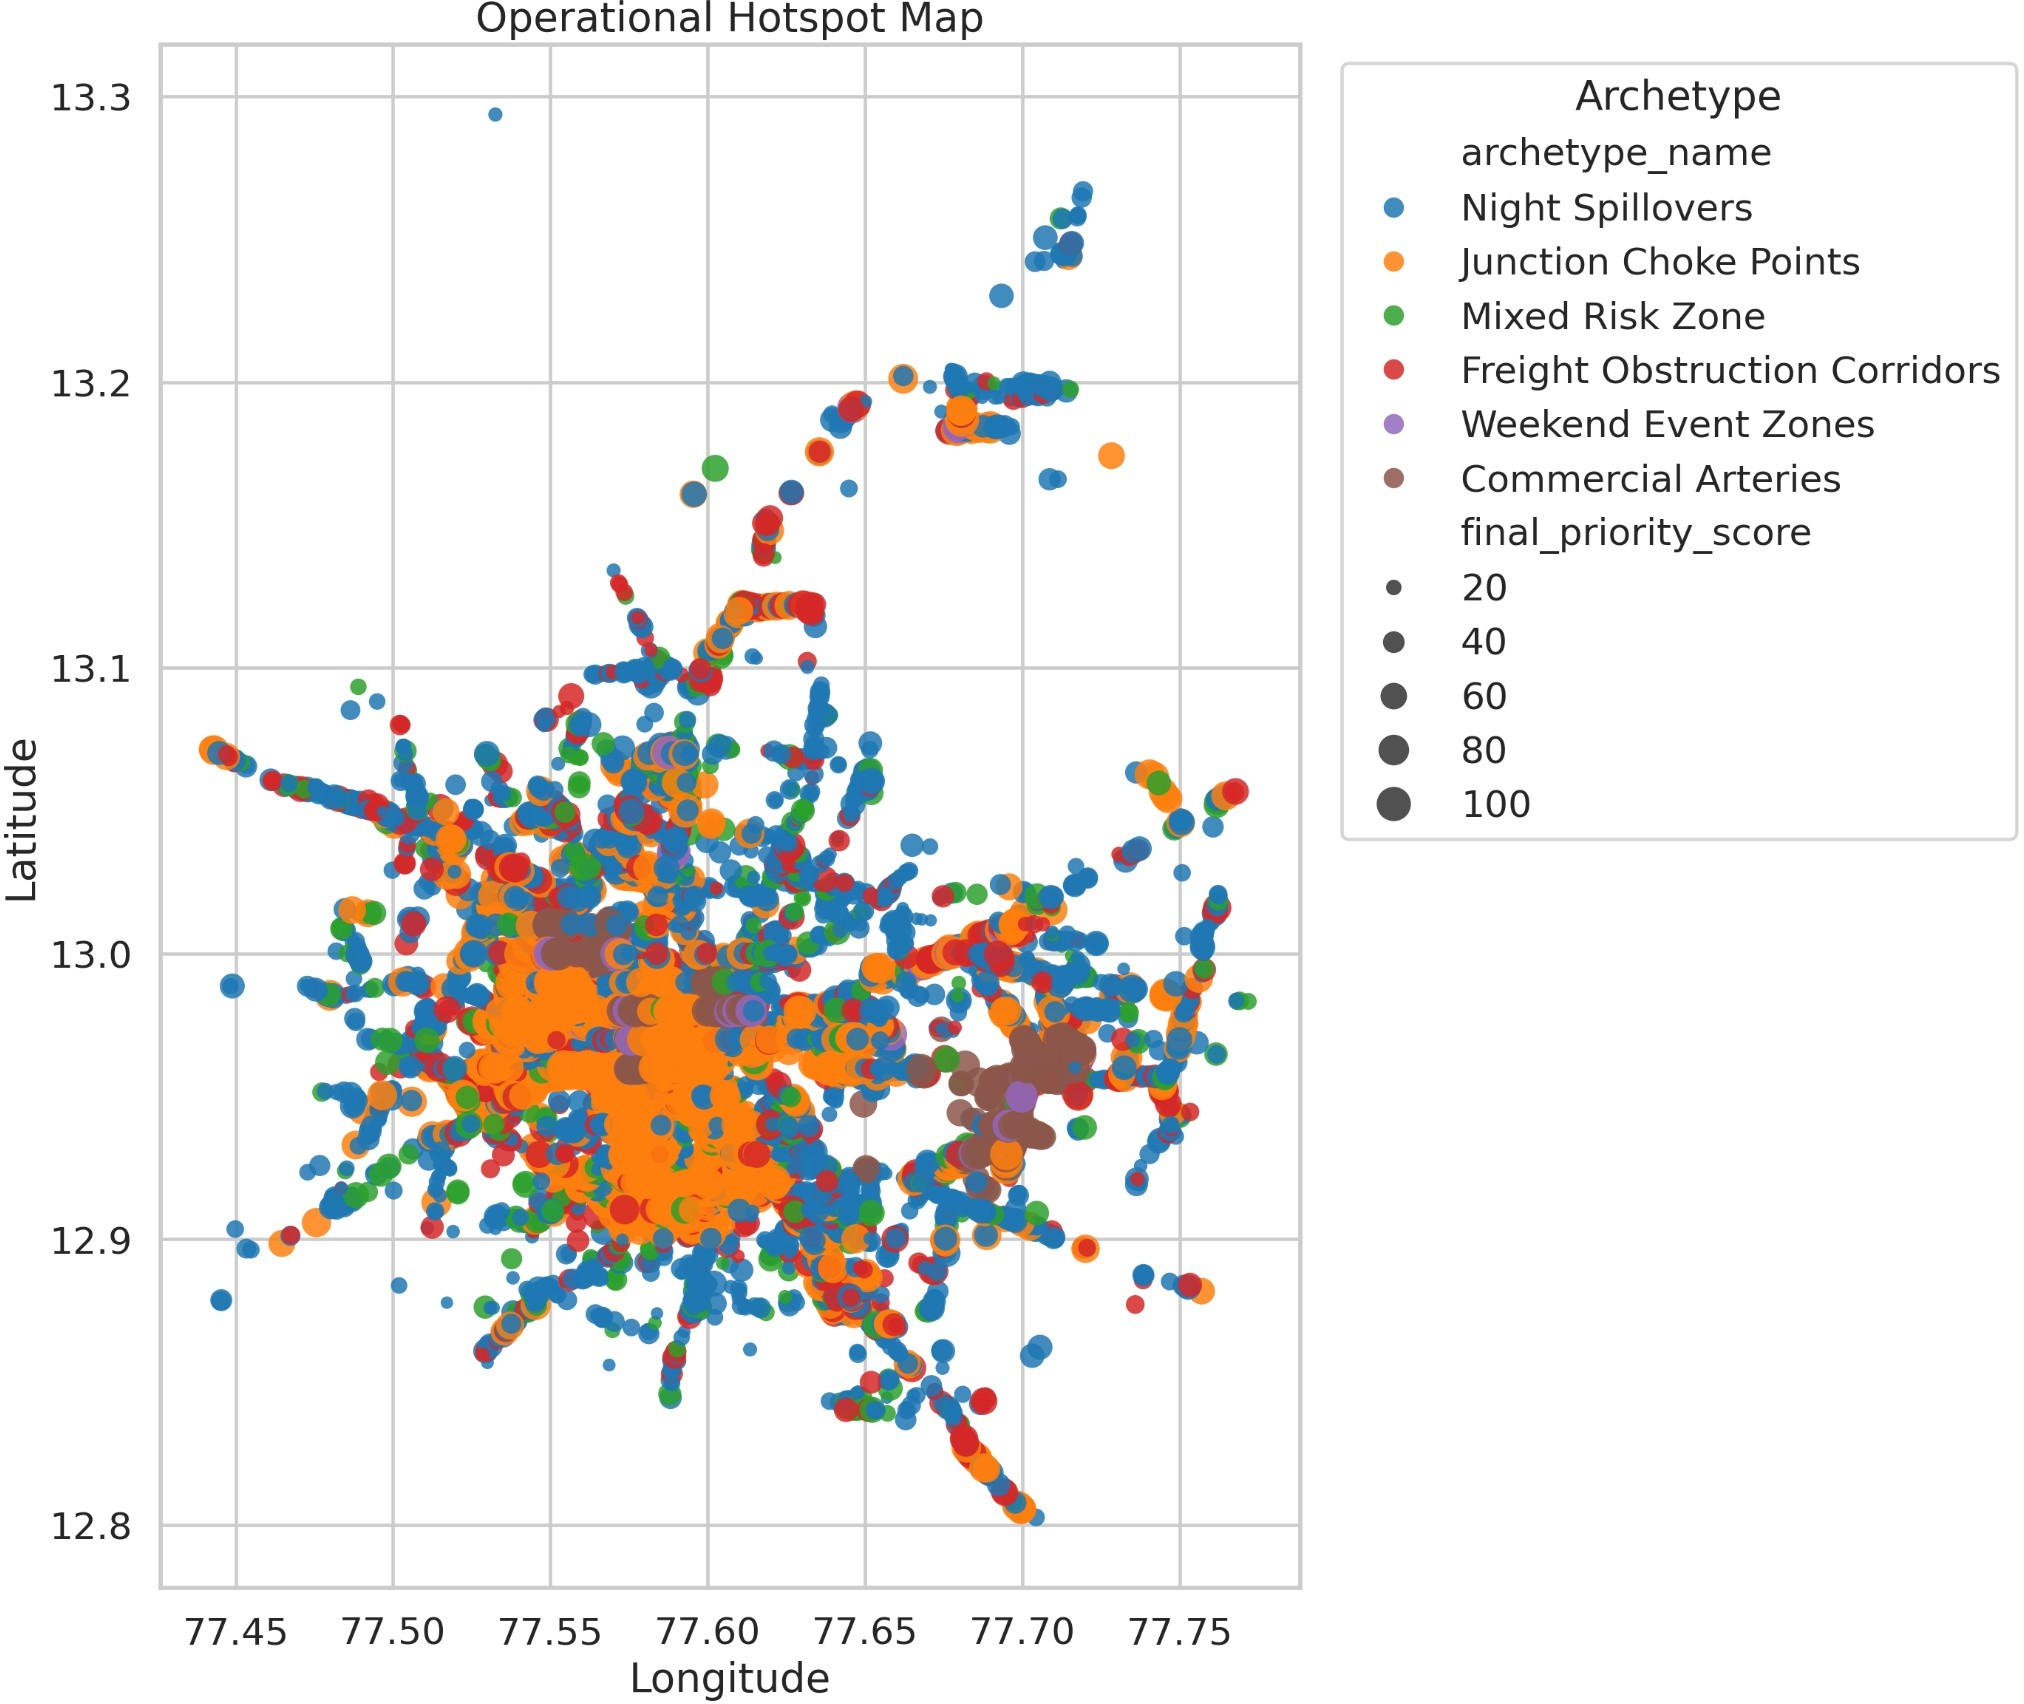 Operational Hotspot Map
13.3
13.2
13.1
13.0
12.9
12.8
Latitude
77.45 77.50 77.55 77.60 77.65 77.70 77.75
Longitude
Archetype
archetype_name
Night Spillovers
Junction Choke Points
Mixed Risk Zone
Freight Obstruction Corridors
Weekend Event Zones
Commercial Arteries
final_priority_score
20
40
60
80
100